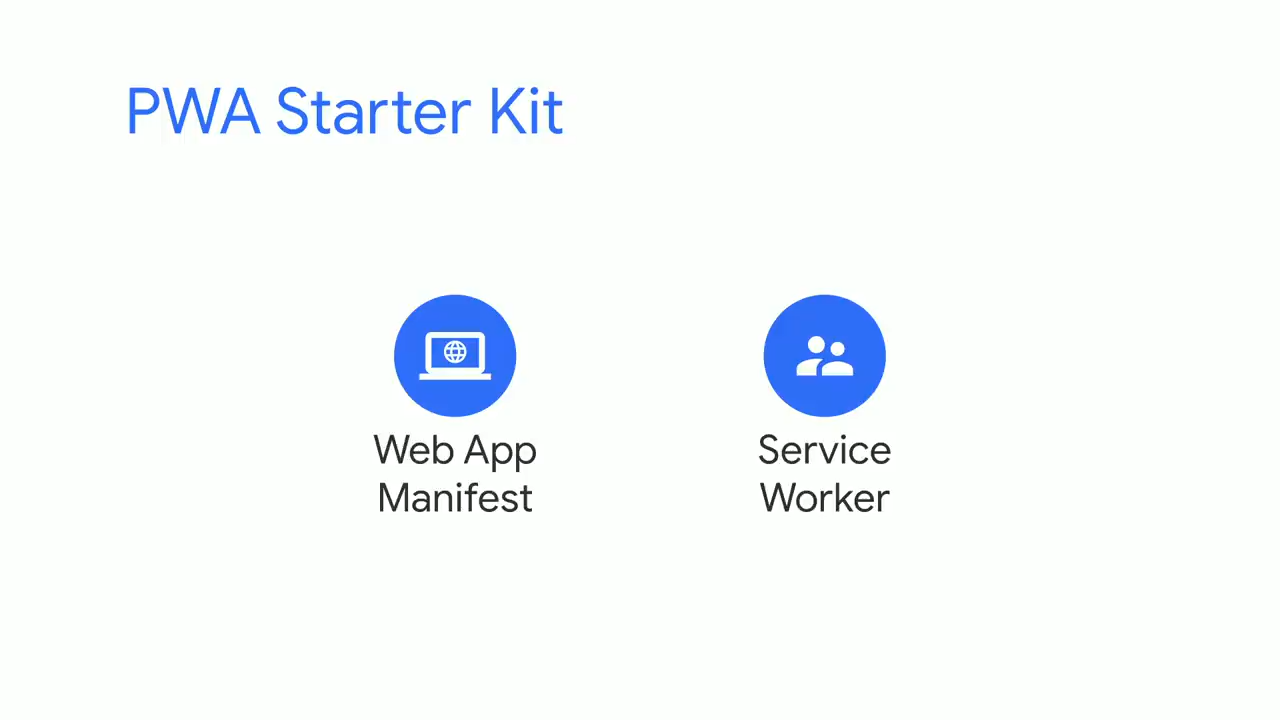 PWA Starter Kit
Web App
Manifest
Service
Worker